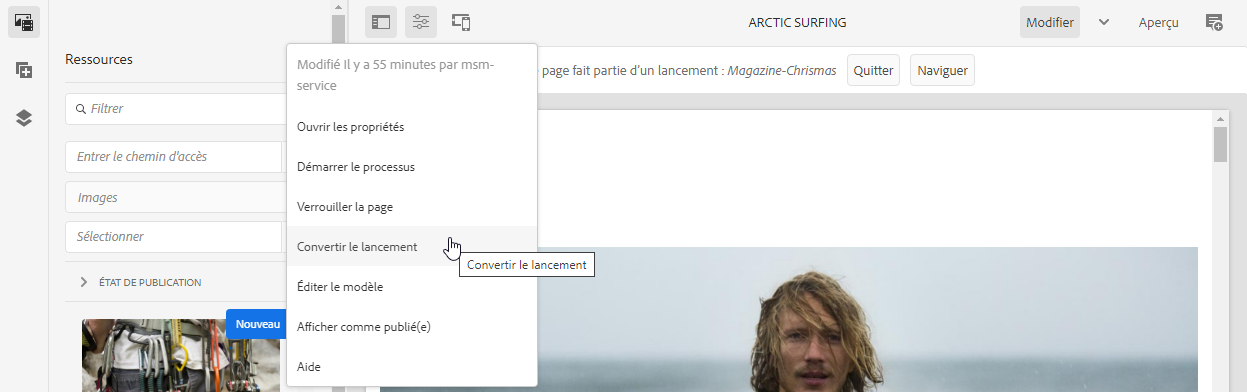 ARCTIC SURFING
Modifier
Aperçu
Ressources
Filtrer
Entrer le chemin d'accès
Images
Sélectionner
ÉTAT DE PUBLICATION
Nouveau
Modifié Il y a 55 minutes par msm-
service
Ouvrir les propriétés
Démarrer le processus
Verrouiller la page
Convertir le lancement
Convertir le lancement
Éditer le modèle
Afficher comme publié(e)
Aide
page fait partie d'un lancement : Magazine-Chrismas
Quitter
Naviguer